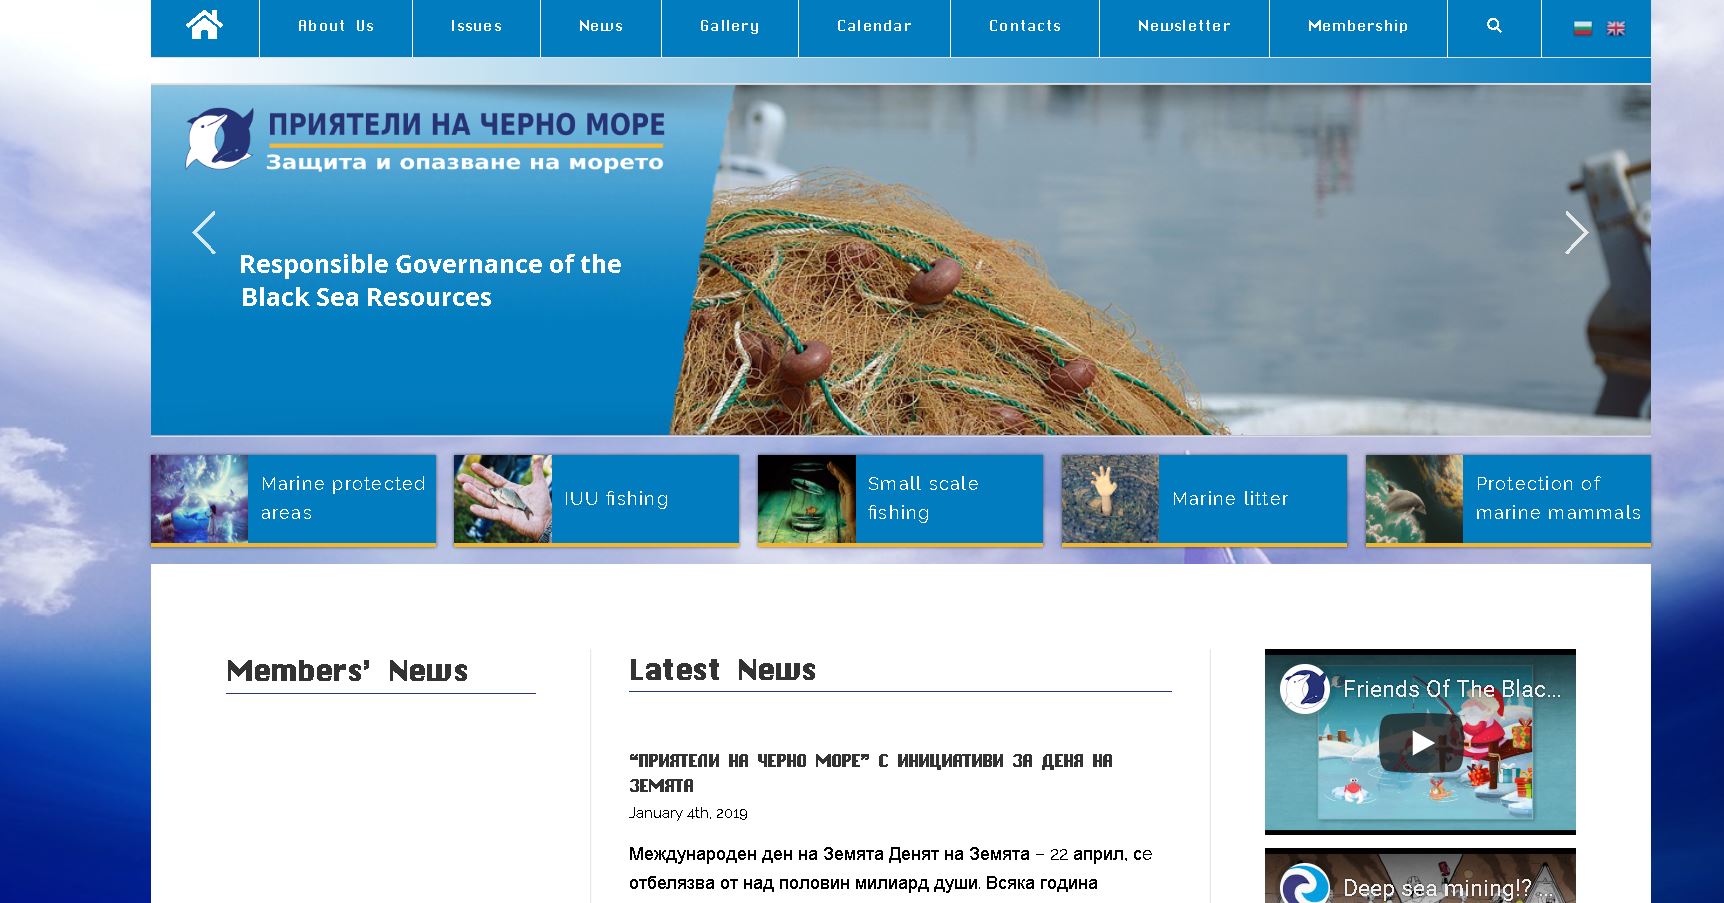 About Us
Issues
News
Gallery
Calendar
Contacts
Newsletter
Membership
ПРИЯТЕЛИ НА ЧЕРНО МОРЕ
Защита и опазване на морето
Responsible Governance of the
Black Sea Resources
Marine protected
areas
IUU fishing
Small scale
fishing
Marine litter
Protection of
marine mammals
Members’ News
Latest News
“ПРИЯТЕЛИ НА ЧЕРНО МОРЕ” С ИНИЦИАТИВИ ЗА ДЕНЯ НА
ЗЕМЯТА
January 4th, 2019
Международен ден на Земята Денят на Земята – 22 април, се
отбелязва от над половин милиард души. Всяка година
Friends Of The Blac...
Deep sea mining!? ...